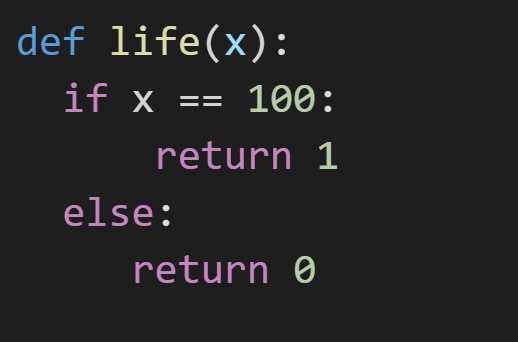 def life(x):
  if x == 100:
      return 1
  else:
     return 0